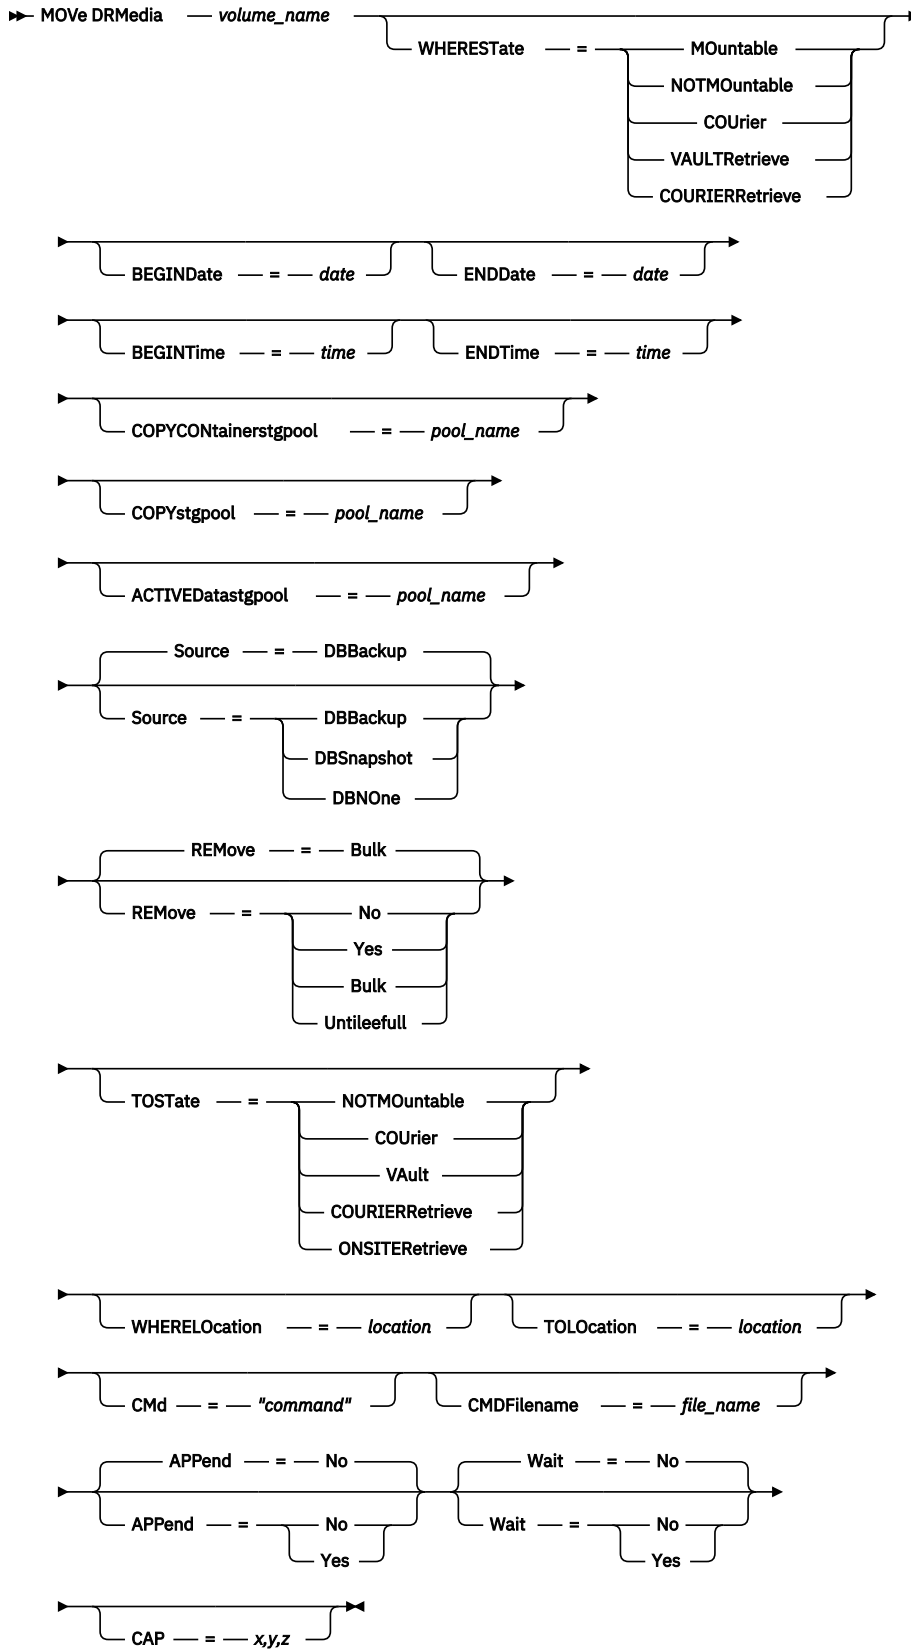 MOVe DRMedia volume_name
WHERESTate = MOuntable
NOTMOuntable
COUrier
VAULTRetrieve
COURIERRetrieve
BEGINDate = date ENDDate = date
BEGINTime = time ENDTime = time
COPYCONtainerstgpool = pool_name
COPYstgpool = pool_name
ACTIVEDatastgpool = pool_name
Source = DBBackup
Source = DBBackup
DBSnapshot
DBNOne
REMove = Bulk
REMove = No
Yes
Bulk
Untileefull
TOSTate = NOTMOuntable
COUrier
VAult
COURIERRetrieve
ONSITERetrieve
WHERELOcation = location TOLOcation = location
CMd = "command" CMDFilename = file_name
APPend = No Wait = No
APPend = No Wait = No
Yes Yes
CAP = x,y,z